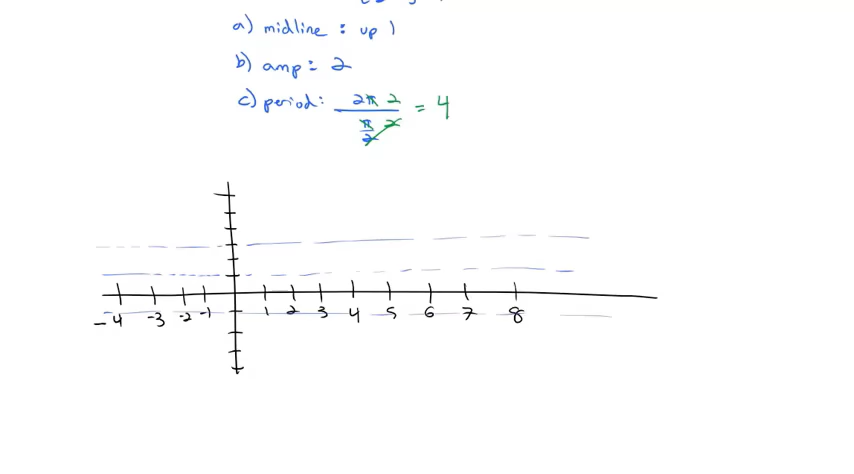 a) midline : up 1
b) amp = 2
c) period: 2π 2 / π/2 2 = 4
-4 -3 -2 -1 1 2 3 4 5 6 7 8